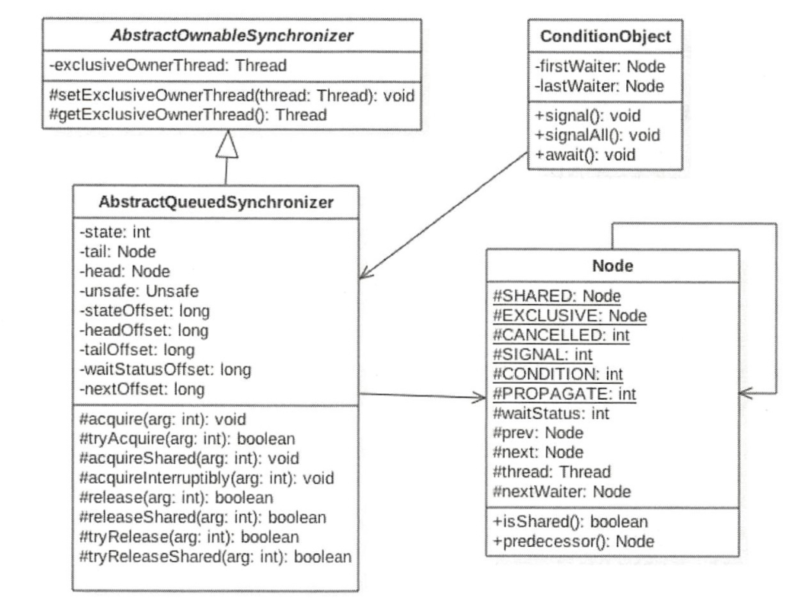 AbstractOwnableSynchronizer
-exclusiveOwnerThread: Thread
#setExclusiveOwnerThread(thread: Thread): void
#getExclusiveOwnerThread(): Thread
ConditionObject
-firstWaiter: Node
-lastWaiter: Node
+signal(): void
+signalAll(): void
+await(): void
AbstractQueuedSynchronizer
-state: int
-tail: Node
-head: Node
-unsafe: Unsafe
-stateOffset: long
-headOffset: long
-tailOffset: long
-waitStatusOffset: long
-nextOffset: long
#acquire(arg: int): void
#tryAcquire(arg: int): boolean
#acquireShared(arg: int): void
#acquireInterruptibly(arg: int): void
#release(arg: int): boolean
#releaseShared(arg: int): boolean
#tryRelease(arg: int): boolean
#tryReleaseShared(arg: int): boolean
Node
#SHARED: Node
#EXCLUSIVE: Node
#CANCELLED: int
#SIGNAL: int
#CONDITION: int
#PROPAGATE: int
#waitStatus: int
#prev: Node
#next: Node
#thread: Thread
#nextWaiter: Node
+isShared(): boolean
+predecessor(): Node